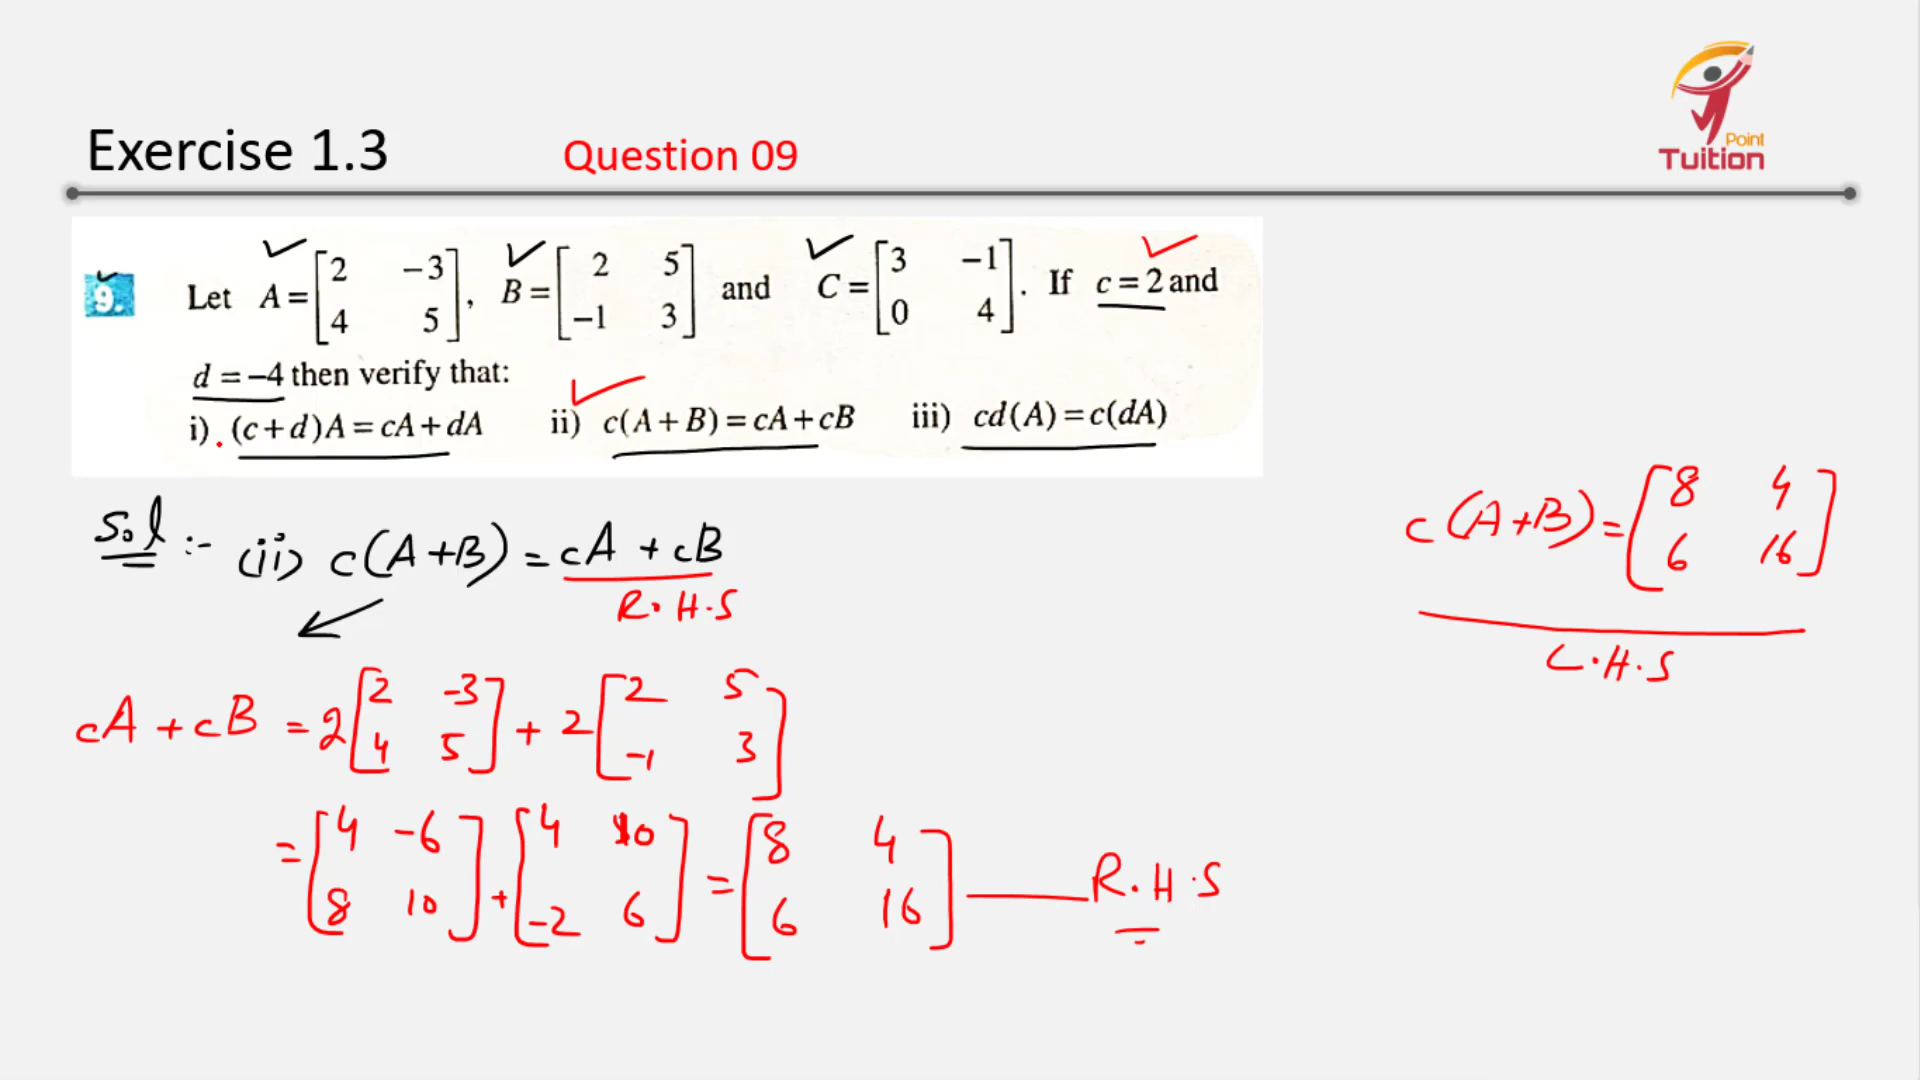 Point
Tuition
Exercise 1.3 Question 09
9. Let A = [2 -3; 4 5], B = [2 5; -1 3] and C = [3 -1; 0 4]. If c = 2 and
d = -4 then verify that:
i) (c+d)A = cA+dA ii) c(A+B) = cA+cB iii) cd(A) = c(dA)
Sol :- (ii) c(A+B) = cA + cB
R.H.S
c(A+B) = [8 4; 6 16]
L.H.S
cA + cB = 2[2 -3; 4 5] + 2[2 5; -1 3]
= [4 -6; 8 10] + [4 10; -2 6] = [8 4; 6 16] — R.H.S